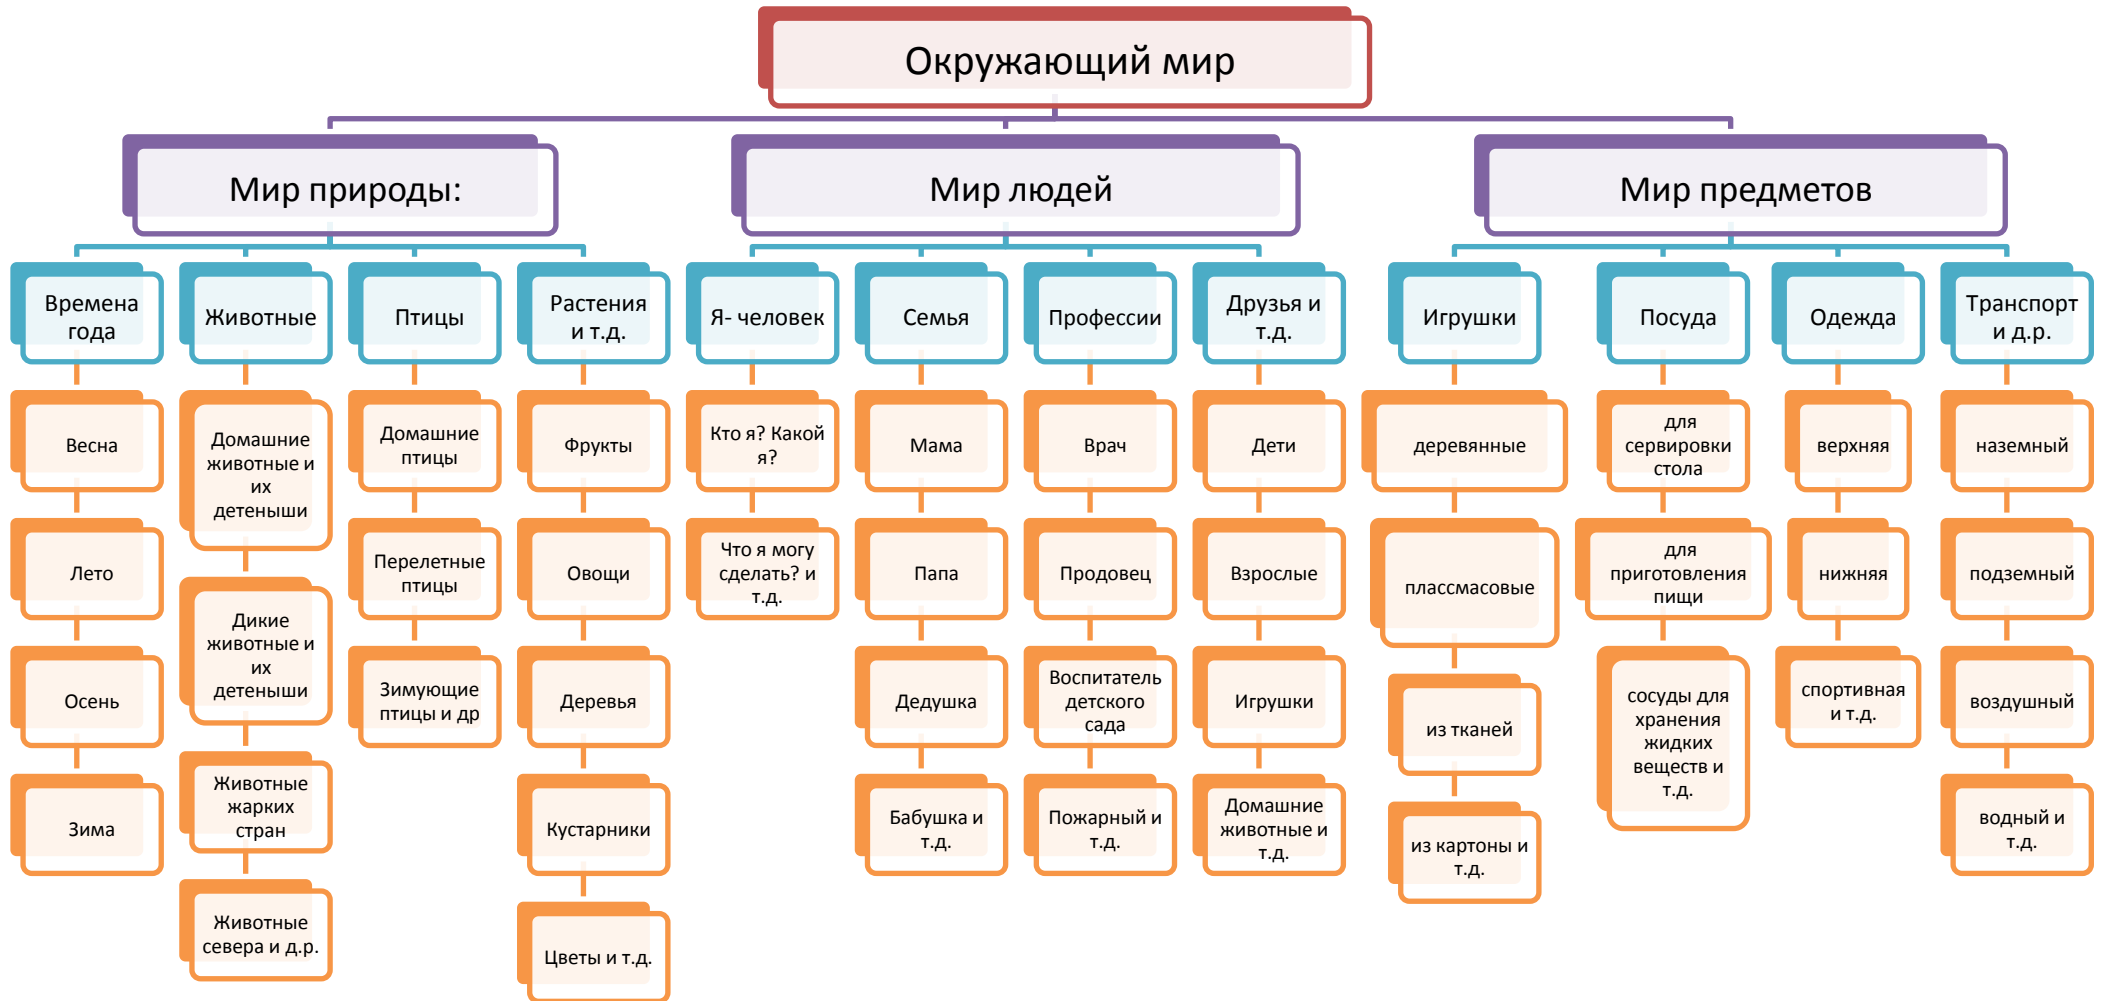 Окружающий мир
Мир природы:
Мир людей
Мир предметов
Времена
года
Животные
Птицы
Растения
и т.д.
Я- человек
Семья
Профессии
Друзья и
т.д.
Игрушки
Посуда
Одежда
Транспорт
и д.р.
Весна
Лето
Осень
Зима
Домашние
животные и
их
детеныши
Дикие
животные и
их
детеныши
Животные
жарких
стран
Животные
севера и д.р.
Домашние
птицы
Перелетные
птицы
Зимующие
птицы и др
Фрукты
Овощи
Деревья
Кустарники
Цветы и т.д.
Кто я? Какой
я?
Что я могу
сделать? и
т.д.
Мама
Папа
Дедушка
Бабушка и
т.д.
Врач
Продовец
Воспитатель
детского
сада
Пожарный и
т.д.
Дети
Взрослые
Игрушки
Домашние
животные и
т.д.
деревянные
плассмасовые
из тканей
из картоны и
т.д.
для
сервировки
стола
для
приготовления
пищи
сосуды для
хранения
жидких
веществ и
т.д.
верхняя
нижняя
спортивная
и т.д.
наземный
подземный
воздушный
водный и
т.д.